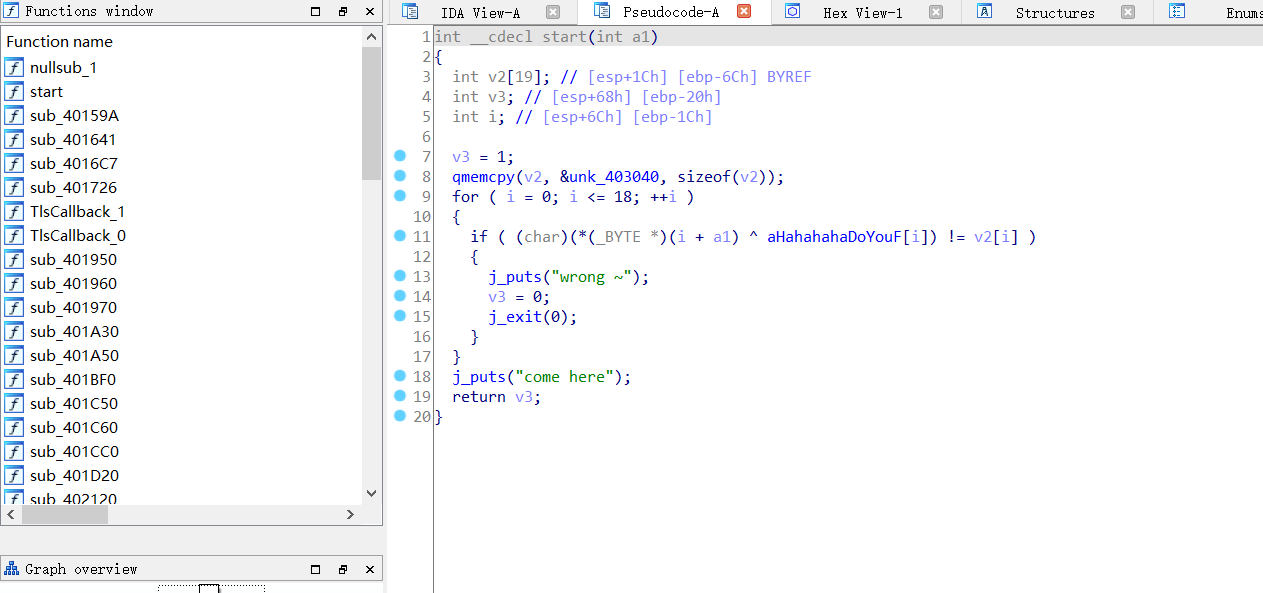 Functions window
Function name
nullsub_1
start
sub_40159A
sub_401641
sub_4016C7
sub_401726
TlsCallback_1
TlsCallback_0
sub_401950
sub_401960
sub_401970
sub_401A30
sub_401A50
sub_401BF0
sub_401C50
sub_401C60
sub_401CC0
sub_401D20
sub_402120
Graph overview
IDA View-A
Pseudocode-A
Hex View-1
Structures
Enums
1 int __cdecl start(int a1)
2 {
3 int v2[19]; // [esp+1Ch] [ebp-6Ch] BYREF
4 int v3; // [esp+68h] [ebp-20h]
5 int i; // [esp+6Ch] [ebp-1Ch]
6
7 v3 = 1;
8 qmemcpy(v2, &unk_403040, sizeof(v2));
9 for ( i = 0; i <= 18; ++i )
10 {
11 if ( (char)(*(_BYTE *)(i + a1) ^ aHahahahaDoYouF[i]) != v2[i] )
12 {
13 j_puts("wrong ~");
14 v3 = 0;
15 j_exit(0);
16 }
17 }
18 j_puts("come here");
19 return v3;
20 }